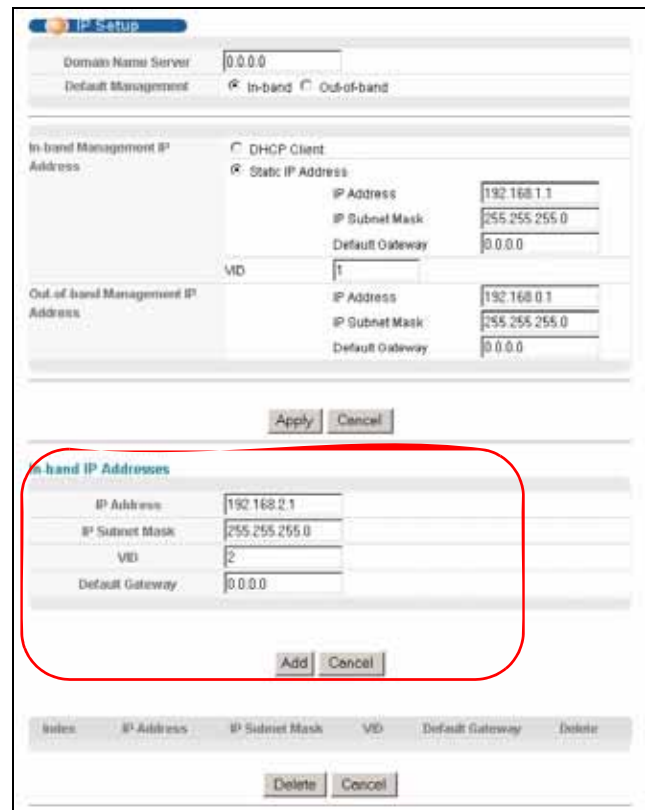 IP Setup
Domain Name Server 0.0.0.0
Default Management In-band Out-of-band
In-band Management IP Address DHCP Client
Static IP Address
IP Address 192.168.1.1
IP Subnet Mask 255.255.255.0
Default Gateway 0.0.0.0
VID 1
Out-of-band Management IP Address IP Address 192.168.0.1
IP Subnet Mask 255.255.255.0
Default Gateway 0.0.0.0
Apply Cancel
In-band IP Addresses
IP Address 192.168.2.1
IP Subnet Mask 255.255.255.0
VID 2
Default Gateway 0.0.0.0
Add Cancel
Index IP Address IP Subnet Mask VID Default Gateway Delete
Delete Cancel